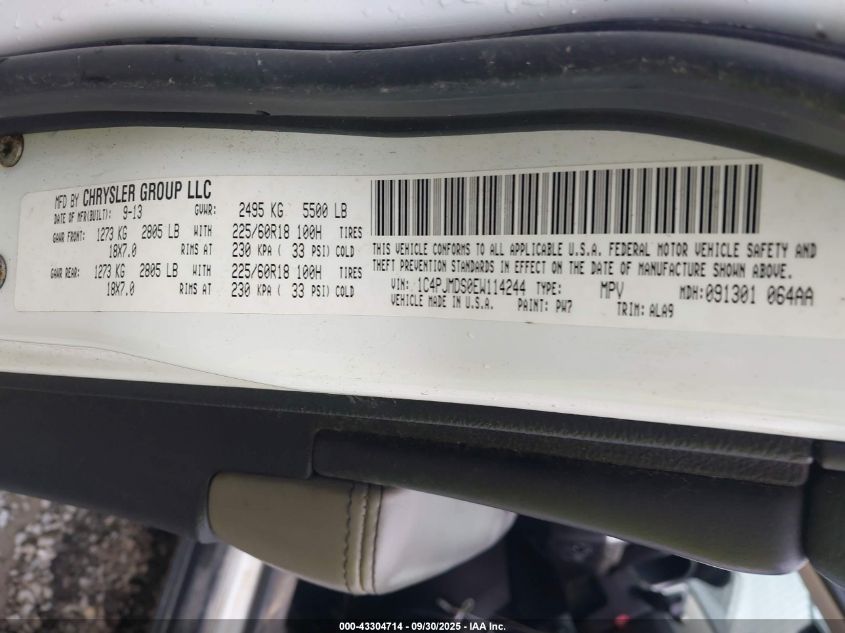 MFD BY CHRYSLER GROUP LLC
DATE OF MFR(BUILT): 9-13 GVWR: 2495 KG 5500 LB
GAWR FRONT: 1273 KG 2805 LB WITH 225/60R18 100H TIRES
18X7.0 RIMS AT 230 KPA ( 33 PSI) COLD
GAWR REAR: 1273 KG 2805 LB WITH 225/60R18 100H TIRES
18X7.0 RIMS AT 230 KPA ( 33 PSI) COLD
THIS VEHICLE CONFORMS TO ALL APPLICABLE U.S.A. FEDERAL MOTOR VEHICLE SAFETY AND
THEFT PREVENTION STANDARDS IN EFFECT ON THE DATE OF MANUFACTURE SHOWN ABOVE.
VIN: 1C4PJMDS0EW114244 TYPE: MPV MDH:091301 064AA
VEHICLE MADE IN U.S.A. PAINT: PW7 TRIM: ALA9
000-43304714 - 09/30/2025 - IAA Inc.